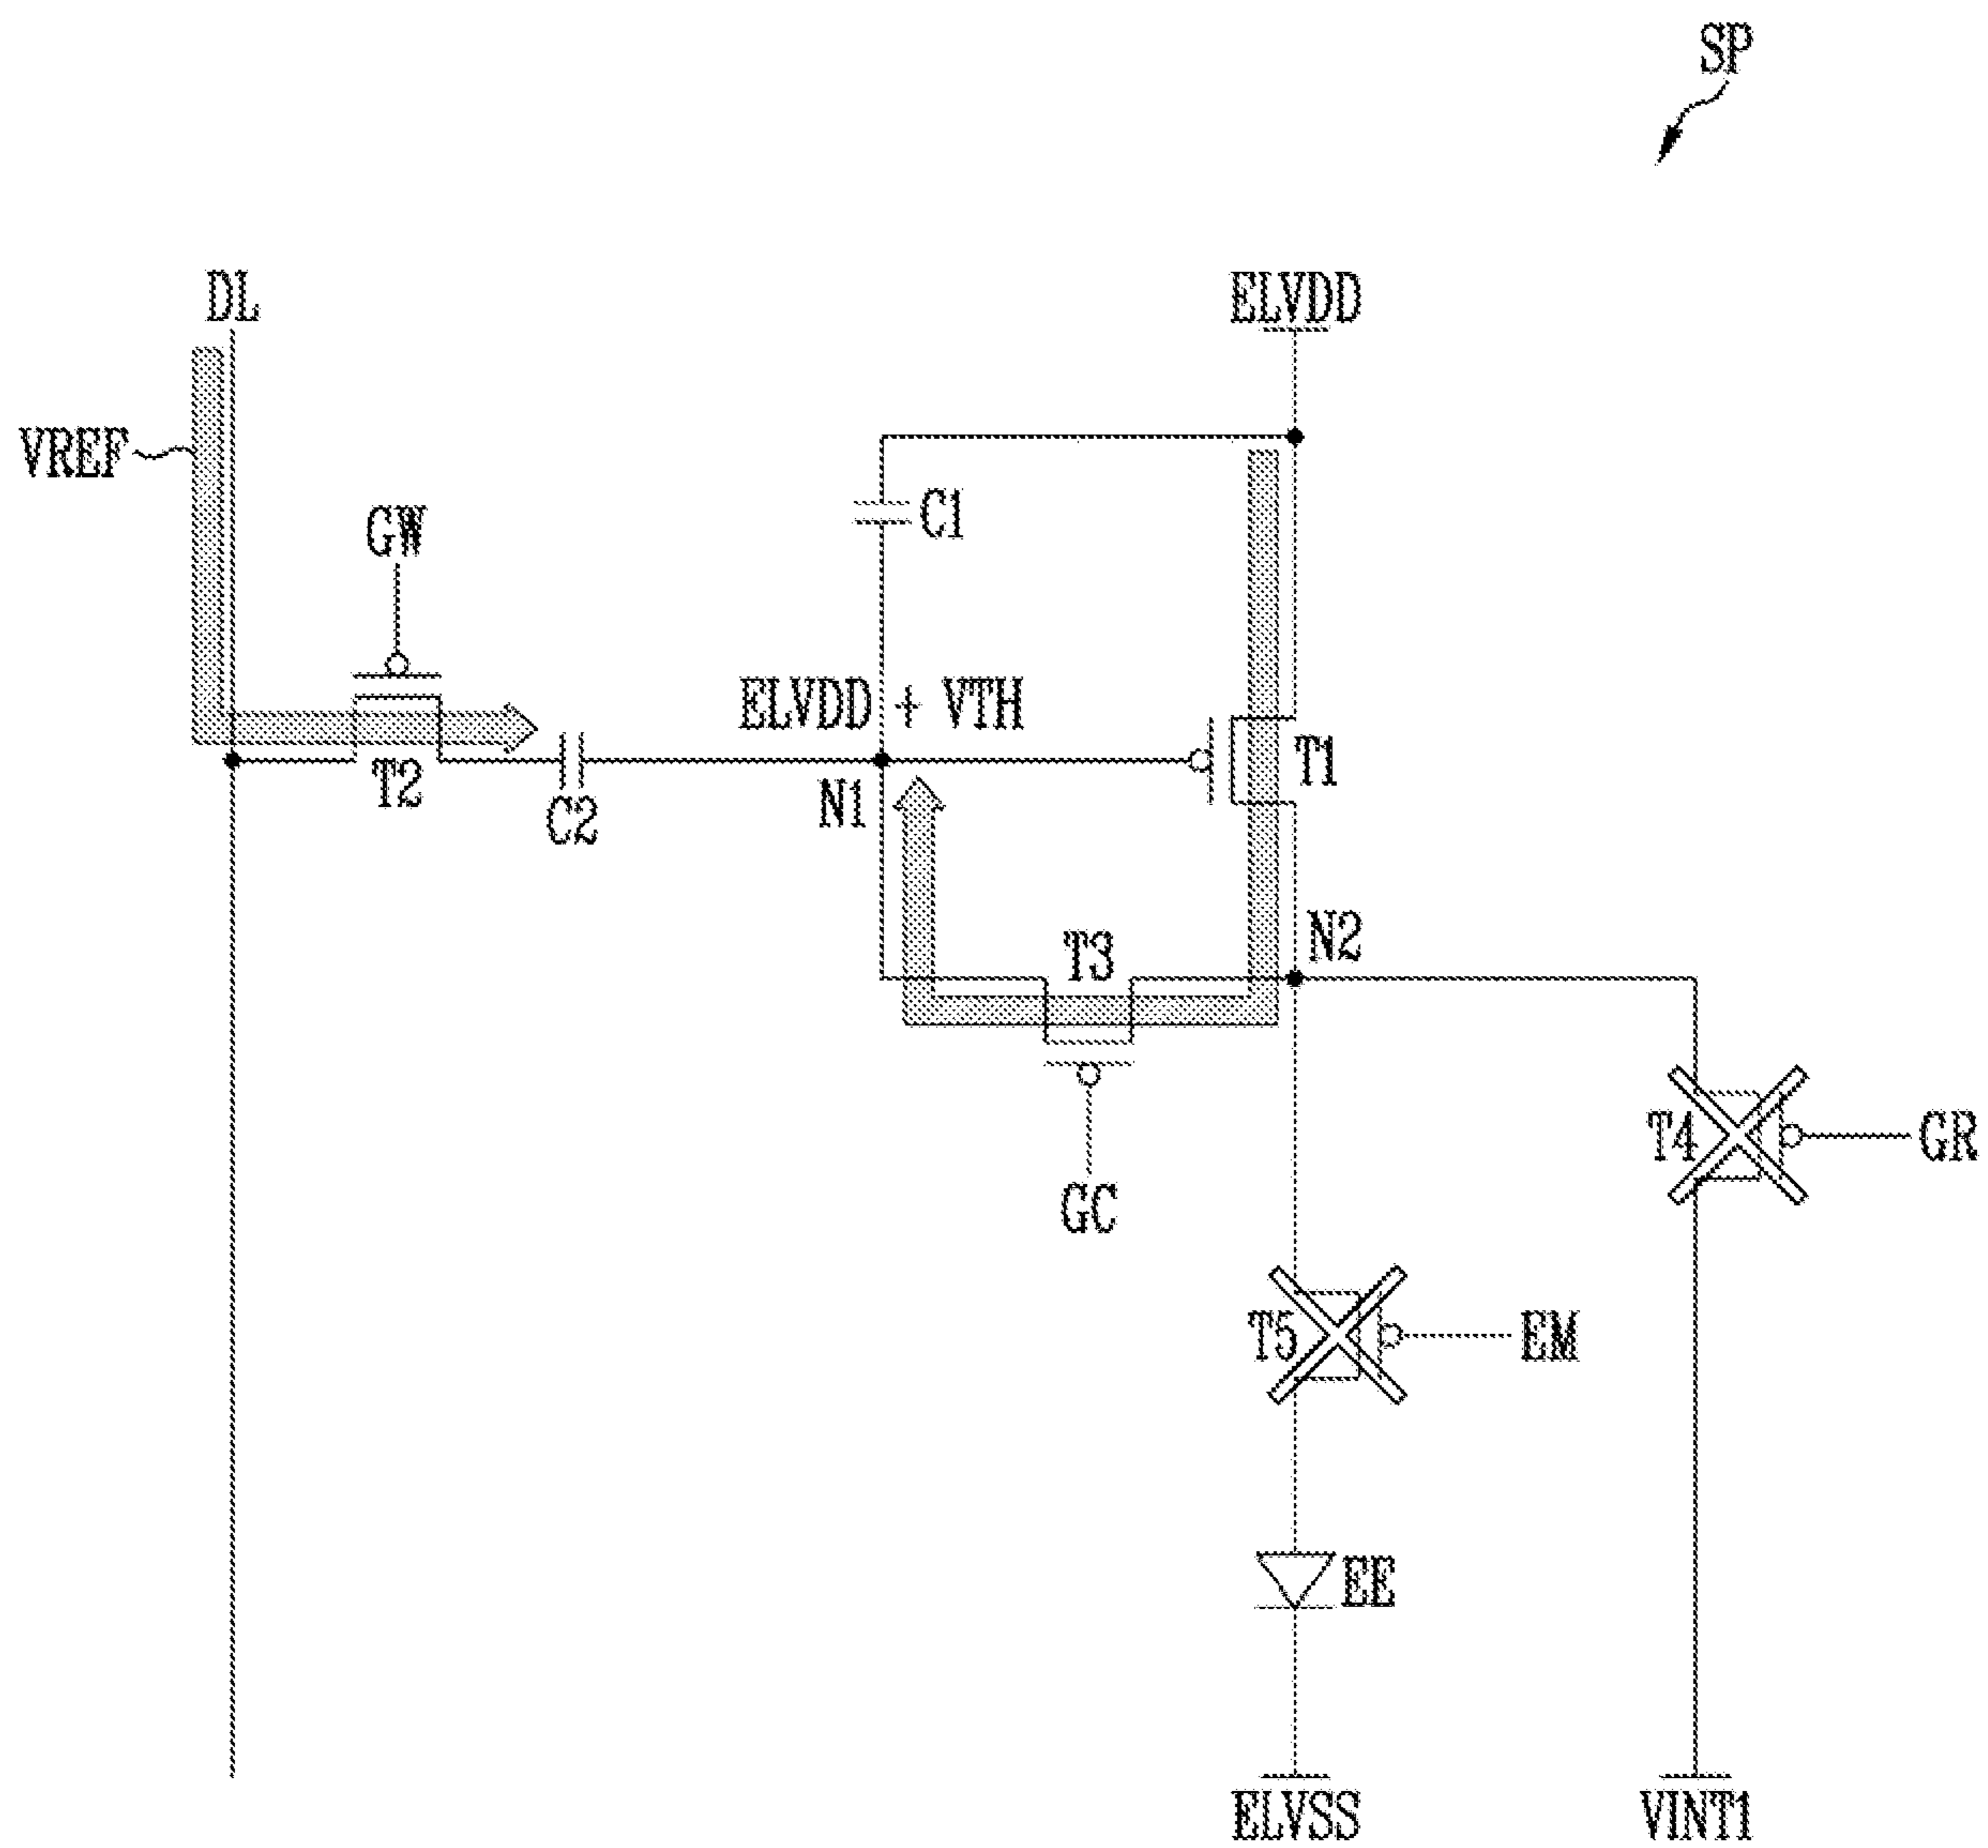 SP
DL
ELVDD
VREF
GW
C1
ELVDD + VTH
T1
T2
C2
N1
N2
T3
T4
GR
GC
T5
EM
EE
ELVSS
VINT1